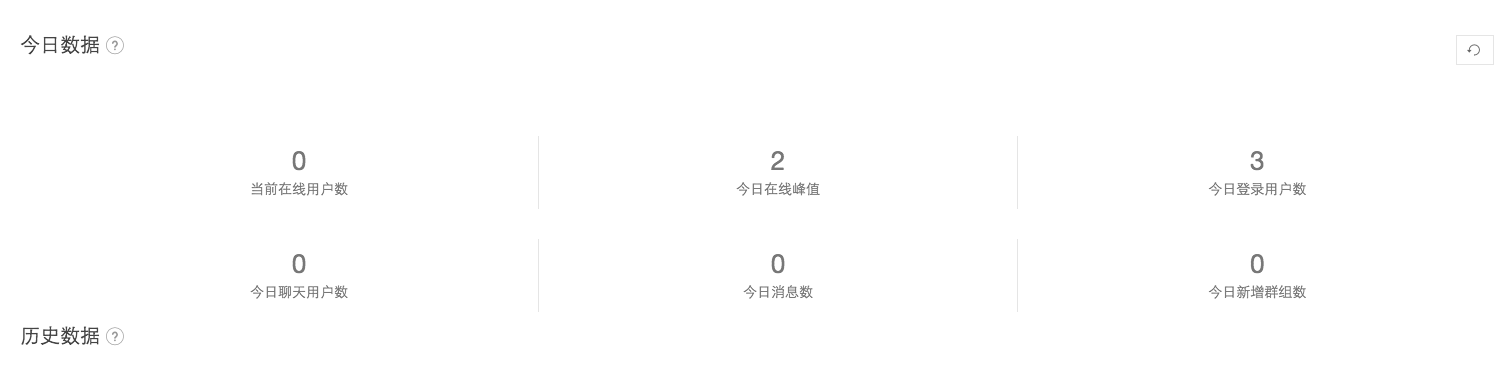 今日数据 ?
0 2 3
当前在线用户数 今日在线峰值 今日登录用户数
0 0 0
今日聊天用户数 今日消息数 今日新增群组数
历史数据 ?